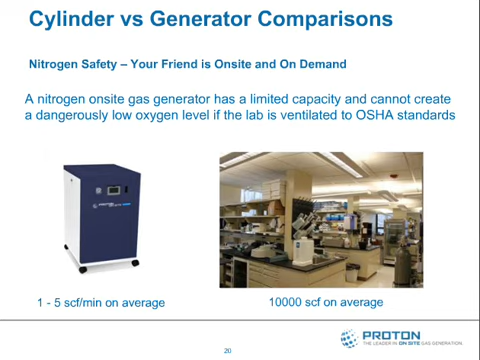 Cylinder vs Generator Comparisons
Nitrogen Safety – Your Friend is Onsite and On Demand
A nitrogen onsite gas generator has a limited capacity and cannot create
a dangerously low oxygen level if the lab is ventilated to OSHA standards
PROTON
1 - 5 scf/min on average
10000 scf on average
PROTON
THE LEADER IN ON SITE GAS GENERATION.
20